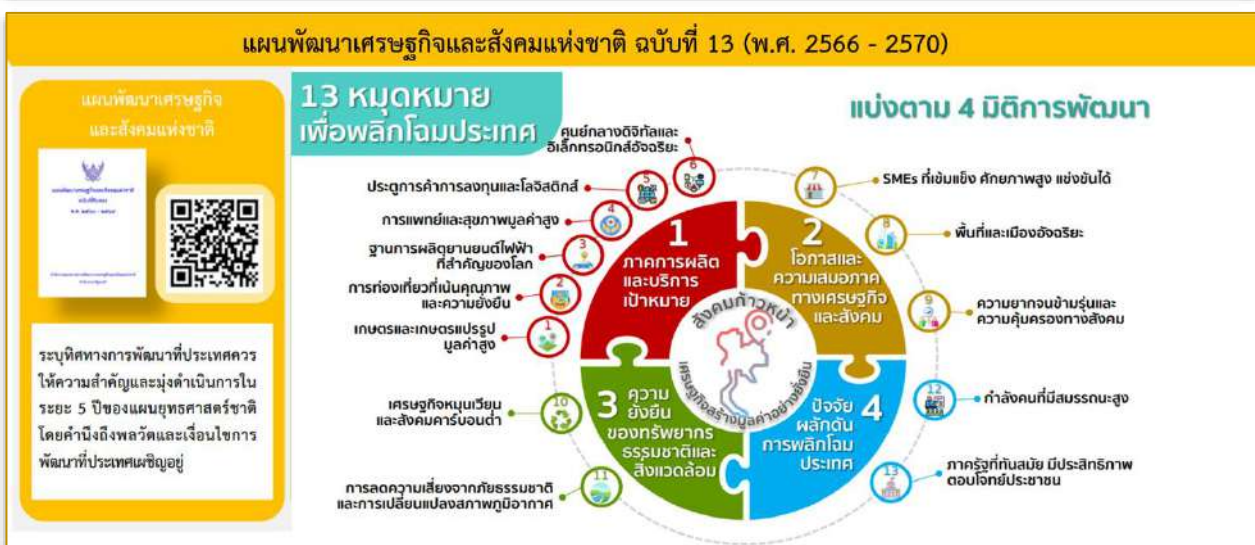 แผนพัฒนาเศรษฐกิจและสังคมแห่งชาติ ฉบับที่ 13 (พ.ศ. 2566 - 2570)
แผนพัฒนาเศรษฐกิจ
และสังคมแห่งชาติ
ระบุทิศทางการพัฒนาที่ประเทศควร
ให้ความสำคัญและมุ่งดำเนินการใน
ระยะ 5 ปีของแผนยุทธศาสตร์ชาติ
โดยคำนึงถึงพลวัตและเงื่อนไขการ
พัฒนาที่ประเทศเผชิญอยู่
13 หมุดหมาย
เพื่อพลิกโฉมประเทศ
แบ่งตาม 4 มิติการพัฒนา
ศูนย์กลางดิจิทัลและ
อิเล็กทรอนิกส์อัจฉริยะ
6
ประตูการค้าการลงทุนและโลจิสติกส์
5
การแพทย์และสุขภาพมูลค่าสูง
4
ฐานการผลิตยานยนต์ไฟฟ้า
ที่สำคัญของโลก
3
การท่องเที่ยวที่เน้นคุณภาพ
และความยั่งยืน
2
เกษตรและเกษตรแปรรูป
มูลค่าสูง
1
1
ภาคการผลิต
และบริการ
เป้าหมาย
2
โอกาสและ
ความเสมอภาค
ทางเศรษฐกิจ
และสังคม
7
SMEs ที่เข้มแข็ง ศักยภาพสูง แข่งขันได้
8
พื้นที่และเมืองอัจฉริยะ
9
ความยากจนข้ามรุ่นและ
ความคุ้มครองทางสังคม
สังคมก้าวหน้า
เศรษฐกิจสร้างมูลค่าอย่างยั่งยืน
3 ความ
ยั่งยืน
ของทรัพยากร
ธรรมชาติและ
สิ่งแวดล้อม
10
เศรษฐกิจหมุนเวียน
และสังคมคาร์บอนต่ำ
11
การลดความเสี่ยงจากภัยธรรมชาติ
และการเปลี่ยนแปลงสภาพภูมิอากาศ
4
ปัจจัย
ผลักดัน
การพลิกโฉม
ประเทศ
12
กำลังคนที่มีสมรรถนะสูง
13
ภาครัฐที่ทันสมัย มีประสิทธิภาพ
ตอบโจทย์ประชาชน